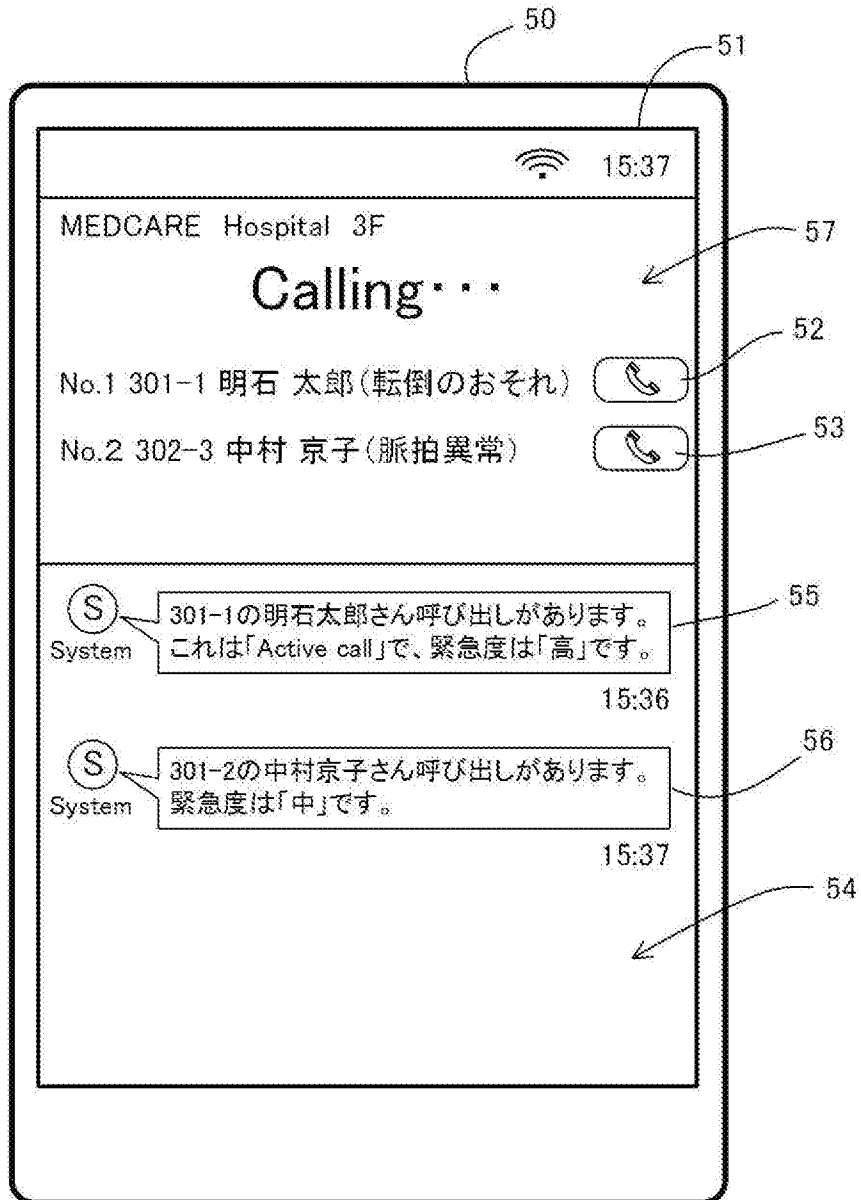 50
51
15:37
MEDCARE Hospital 3F
57
Calling･･･
52
No.1 301-1 明石 太郎(転倒のおそれ)
53
No.2 302-3 中村 京子(脈拍異常)
S
System
301-1の明石太郎さん呼び出しがあります。
これは「Active call」で、緊急度は「高」です。
55
15:36
S
System
301-2の中村京子さん呼び出しがあります。
緊急度は「中」です。
56
15:37
54